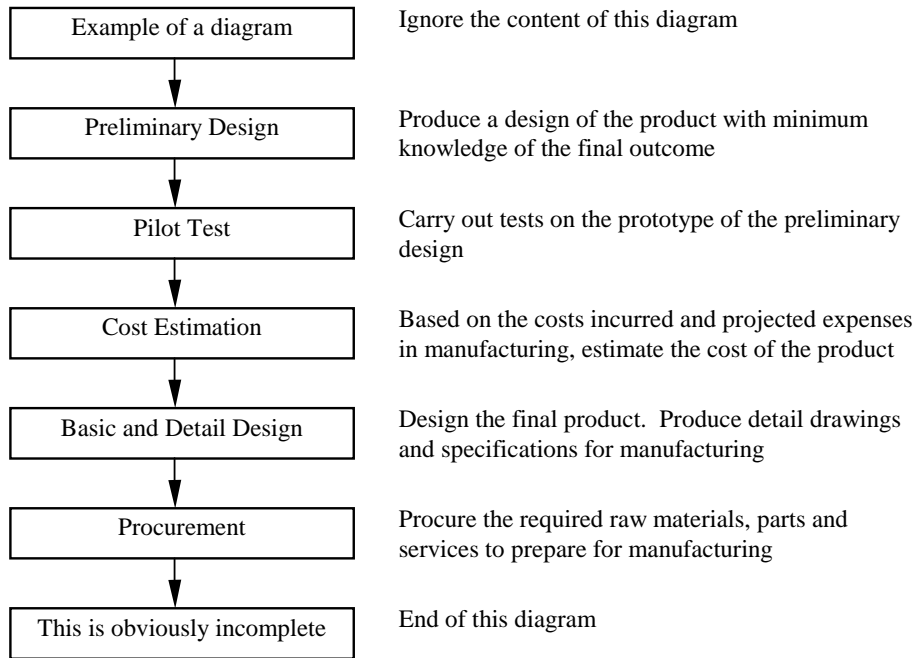 Example of a diagram
Ignore the content of this diagram
Preliminary Design
Produce a design of the product with minimum
knowledge of the final outcome
Pilot Test
Carry out tests on the prototype of the preliminary
design
Cost Estimation
Based on the costs incurred and projected expenses
in manufacturing, estimate the cost of the product
Basic and Detail Design
Design the final product.  Produce detail drawings
and specifications for manufacturing
Procurement
Procure the required raw materials, parts and
services to prepare for manufacturing
This is obviously incomplete
End of this diagram